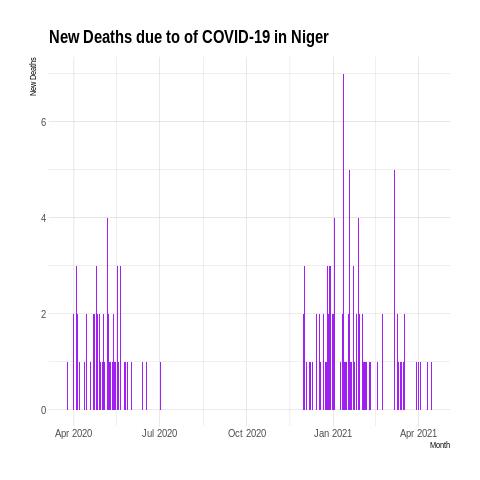 New Deaths due to of COVID-19 in Niger
New Deaths
6
4
2
0
Apr 2020 Jul 2020 Oct 2020 Jan 2021 Apr 2021
Month